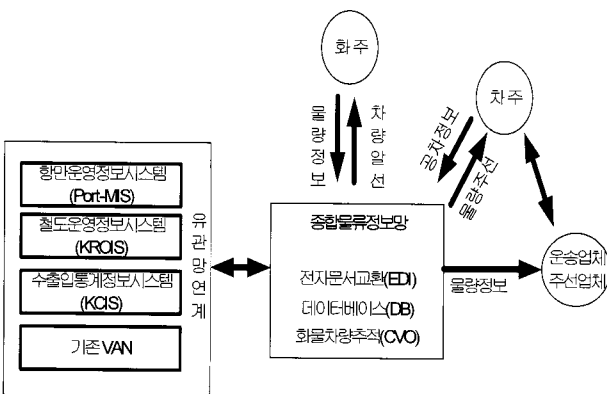 화주
차주
물량정보
차량알선
공차정보
물량주선
항만운영정보시스템
(Port-MIS)
철도운영정보시스템
(KROIS)
수출입통계정보시스템
(KCIS)
기존 VAN
유관망연계
종합물류정보망
전자문서교환(EDI)
데이터베이스(DB)
화물차량추적(CVO)
물량정보
운송업체/
주선업체